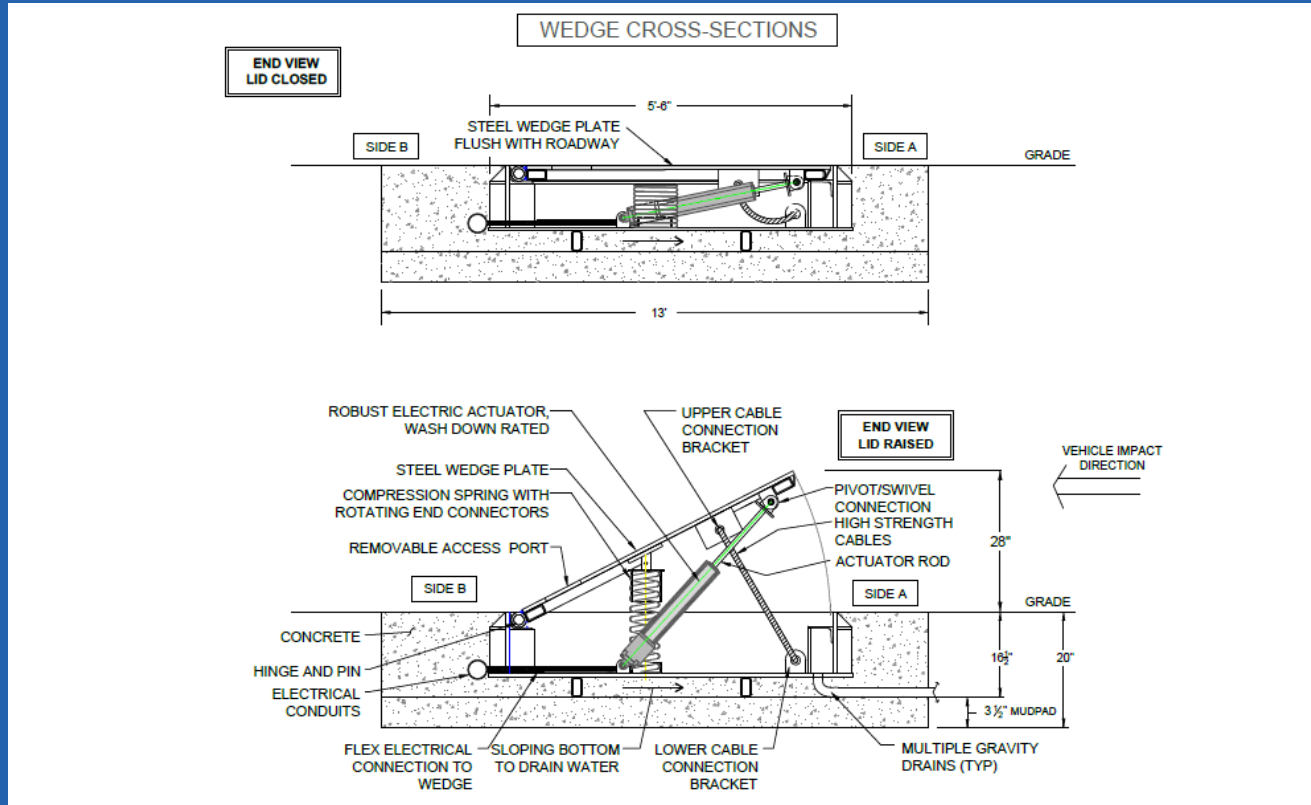 WEDGE CROSS-SECTIONS
END VIEW
LID CLOSED
5'-6"
STEEL WEDGE PLATE
FLUSH WITH ROADWAY
SIDE B
SIDE A
GRADE
13'
ROBUST ELECTRIC ACTUATOR,
WASH DOWN RATED
UPPER CABLE
CONNECTION
BRACKET
END VIEW
LID RAISED
VEHICLE IMPACT
DIRECTION
STEEL WEDGE PLATE
COMPRESSION SPRING WITH
ROTATING END CONNECTORS
PIVOT/SWIVEL
CONNECTION
HIGH STRENGTH
CABLES
REMOVABLE ACCESS PORT
ACTUATOR ROD
28"
SIDE B
SIDE A
GRADE
CONCRETE
HINGE AND PIN
16½"
20"
ELECTRICAL
CONDUITS
3 ½" MUDPAD
FLEX ELECTRICAL
CONNECTION TO
WEDGE
SLOPING BOTTOM
TO DRAIN WATER
LOWER CABLE
CONNECTION
BRACKET
MULTIPLE GRAVITY
DRAINS (TYP)